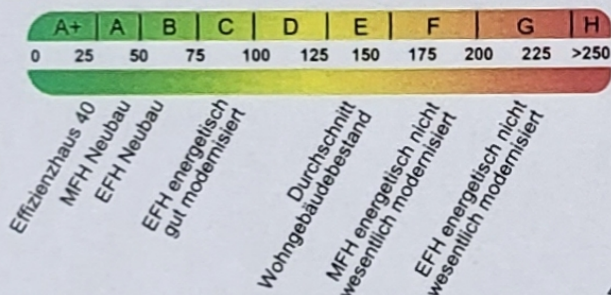 A+ A B C D E F G H
0 25 50 75 100 125 150 175 200 225 >250
Effizienzhaus 40
MFH Neubau
EFH Neubau
EFH energetisch
gut modernisiert
Durchschnitt
Wohngebäudebestand
MFH energetisch nicht
wesentlich modernisiert
EFH energetisch nicht
wesentlich modernisiert